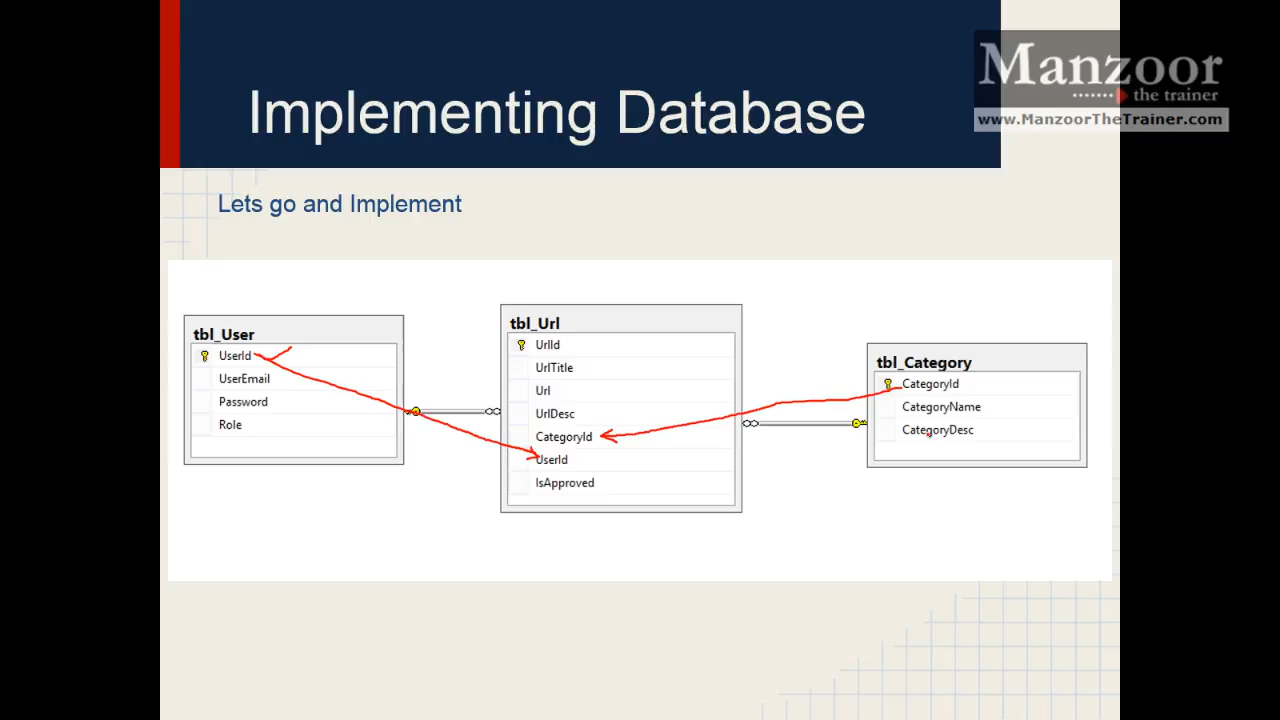 Manzoor
the trainer
www.ManzoorTheTrainer.com
Implementing Database
Lets go and Implement
tbl_User
UserId
UserEmail
Password
Role
tbl_Url
UrlId
UrlTitle
Url
UrlDesc
CategoryId
UserId
IsApproved
tbl_Category
CategoryId
CategoryName
CategoryDesc